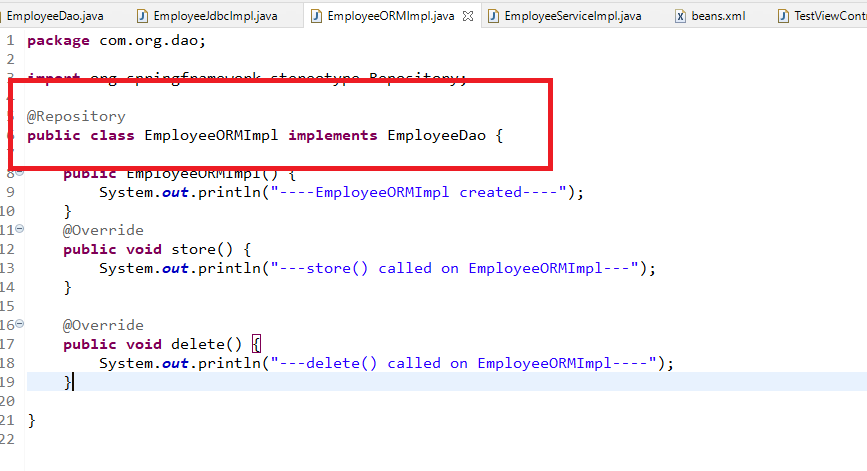 EmployeeDao.java EmployeeJdbcImpl.java EmployeeORMImpl.java EmployeeServiceImpl.java beans.xml TestViewCont
1 package com.org.dao;
2
3 import org.springframework.stereotype.Repository;
4
5 @Repository
6 public class EmployeeORMImpl implements EmployeeDao {
7
8 public EmployeeORMImpl() {
9 System.out.println("----EmployeeORMImpl created----");
10 }
11 @Override
12 public void store() {
13 System.out.println("---store() called on EmployeeORMImpl---");
14 }
15
16 @Override
17 public void delete() {
18 System.out.println("---delete() called on EmployeeORMImpl----");
19 }
20
21 }
22